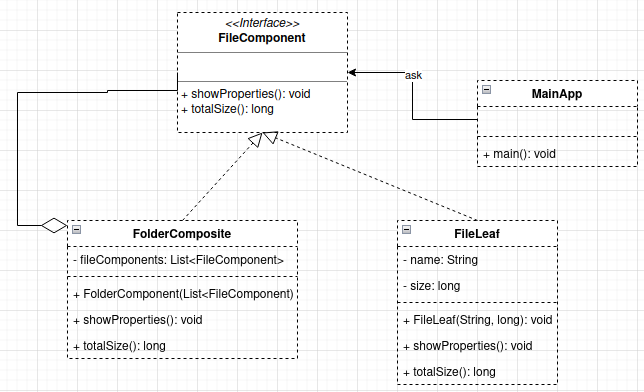 <<Interface>>
FileComponent
+ showProperties(): void
+ totalSize(): long
ask
MainApp
+ main(): void
FolderComposite
- fileComponents: List<FileComponent>
+ FolderComponent(List<FileComponent)
+ showProperties(): void
+ totalSize(): long
FileLeaf
- name: String
- size: long
+ FileLeaf(String, long): void
+ showProperties(): void
+ totalSize(): long